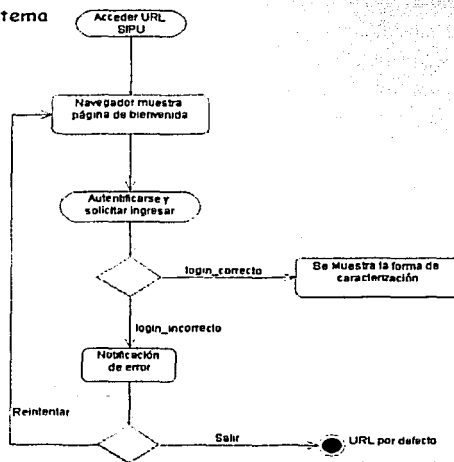 tema
Acceder URL
SIPU
Navegador muestra
página de bienvenida
Autentificarse y
solicitar ingresar
login_correcto
Se Muestra la forma de
caracterización
login_incorrecto
Notificación
de error
Reintentar
Salir
URL por defecto